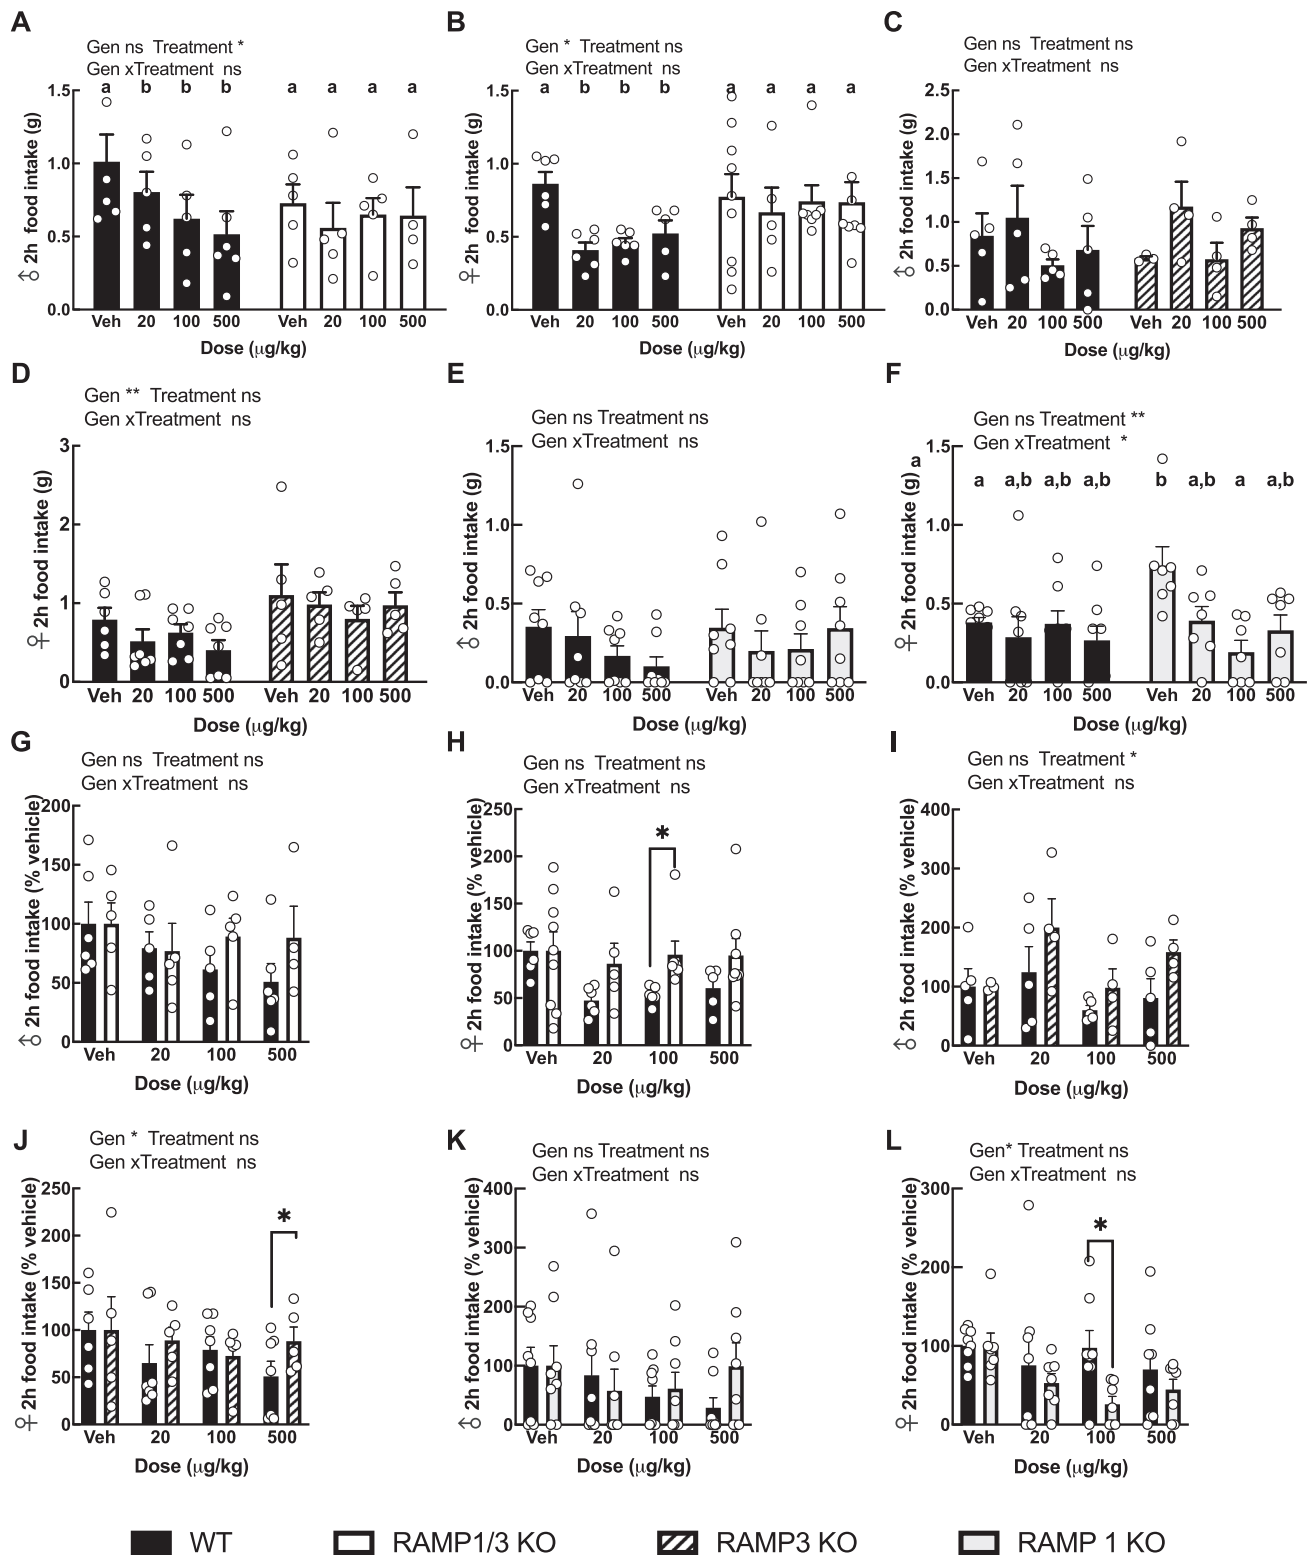 A
Gen ns Treatment *
Gen xTreatment ns
a b b b a a a a
♂ 2h food intake (g)
1.5
1.0
0.5
0.0
Veh 20 100 500 Veh 20 100 500
Dose (µg/kg)
B
Gen * Treatment ns
Gen xTreatment ns
a b b b a a a a
♀ 2h food intake (g)
1.5
1.0
0.5
0.0
Veh 20 100 500 Veh 20 100 500
Dose (µg/kg)
C
Gen ns Treatment ns
Gen xTreatment ns
♂ 2h food intake (g)
2.5
2.0
1.5
1.0
0.5
0.0
Veh 20 100 500 Veh 20 100 500
Dose (µg/kg)
D
Gen ** Treatment ns
Gen xTreatment ns
♀ 2h food intake (g)
3
2
1
0
Veh 20 100 500 Veh 20 100 500
Dose (µg/kg)
E
Gen ns Treatment ns
Gen xTreatment ns
♂ 2h food intake (g)
1.5
1.0
0.5
0.0
Veh 20 100 500 Veh 20 100 500
Dose (µg/kg)
F
Gen ns Treatment **
Gen xTreatment *
a
a a,b a,b a,b b a,b a a,b
♀ 2h food intake (g)
1.5
1.0
0.5
0.0
Veh 20 100 500 Veh 20 100 500
Dose (µg/kg)
G
Gen ns Treatment ns
Gen xTreatment ns
♂ 2h food intake (% vehicle)
200
150
100
50
0
Veh 20 100 500
Dose (µg/kg)
H
Gen ns Treatment ns
Gen xTreatment ns
♀ 2h food intake (% vehicle)
250
200
150
100
50
0
*
Veh 20 100 500
Dose (µg/kg)
I
Gen ns Treatment *
Gen xTreatment ns
♂ 2h food intake (% vehicle)
400
300
200
100
0
Veh 20 100 500
Dose (µg/kg)
J
Gen * Treatment ns
Gen xTreatment ns
♀ 2h food intake (% vehicle)
250
200
150
100
50
0
*
Veh 20 100 500
Dose (µg/kg)
K
Gen ns Treatment ns
Gen xTreatment ns
♂ 2h food intake (% vehicle)
400
300
200
100
0
Veh 20 100 500
Dose (µg/kg)
L
Gen* Treatment ns
Gen xTreatment ns
♀ 2h food intake (% vehicle)
300
200
100
0
*
Veh 20 100 500
Dose (µg/kg)
WT RAMP1/3 KO RAMP3 KO RAMP 1 KO